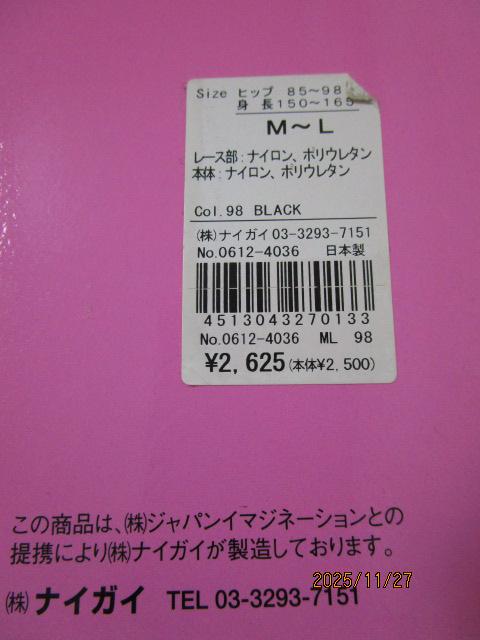 Size ヒップ 85～98
身 長150～165
M～L
レース部：ナイロン、ポリウレタン
本体：ナイロン、ポリウレタン
Col.98 BLACK
㈱ナイガイ03-3293-7151
No.0612-4036 日本製
4513043270133
No.0612-4036 ML 98
¥2,625(本体¥2,500)
この商品は、㈱ジャパンイマジネーションとの
提携により㈱ナイガイが製造しております。
㈱ナイガイ TEL 03-3293-7151
2025/11/27